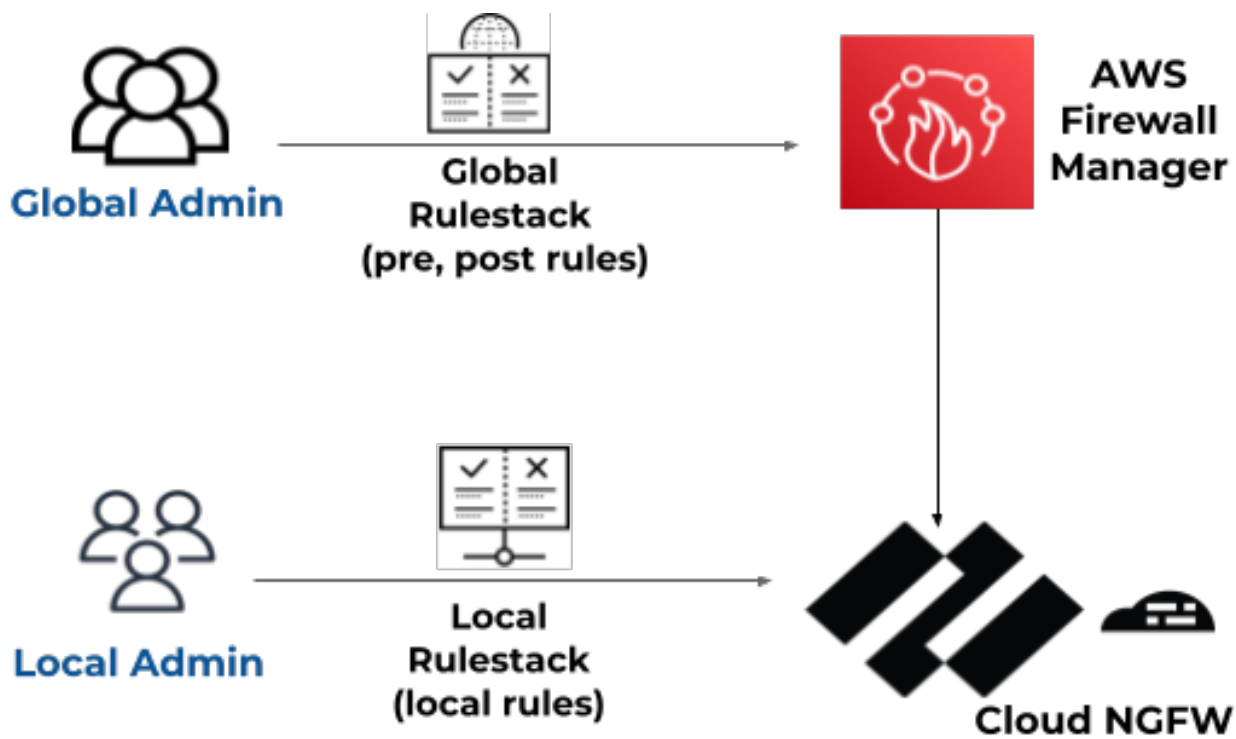 Global Admin
Global
Rulestack
(pre, post rules)
AWS
Firewall
Manager
Local Admin
Local
Rulestack
(local rules)
Cloud NGFW